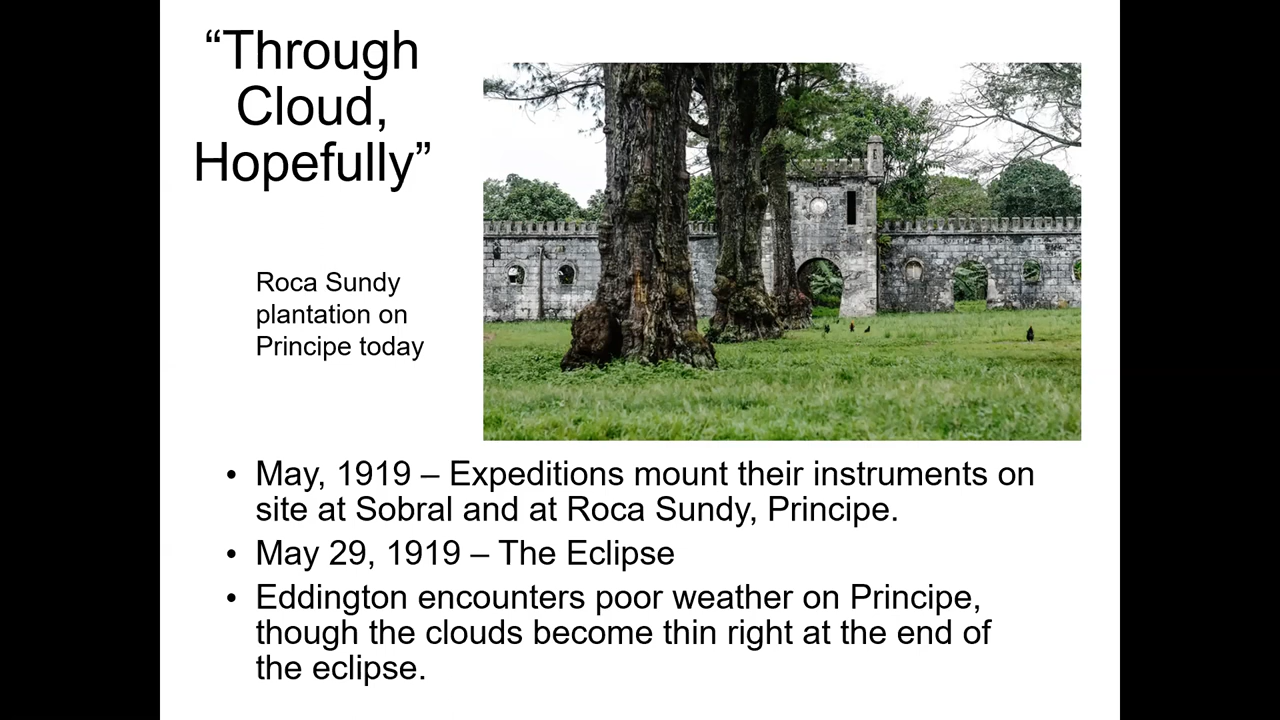 “Through
Cloud,
Hopefully”
Roca Sundy
plantation on
Principe today
• May, 1919 – Expeditions mount their instruments on
site at Sobral and at Roca Sundy, Principe.
• May 29, 1919 – The Eclipse
• Eddington encounters poor weather on Principe,
though the clouds become thin right at the end of
the eclipse.